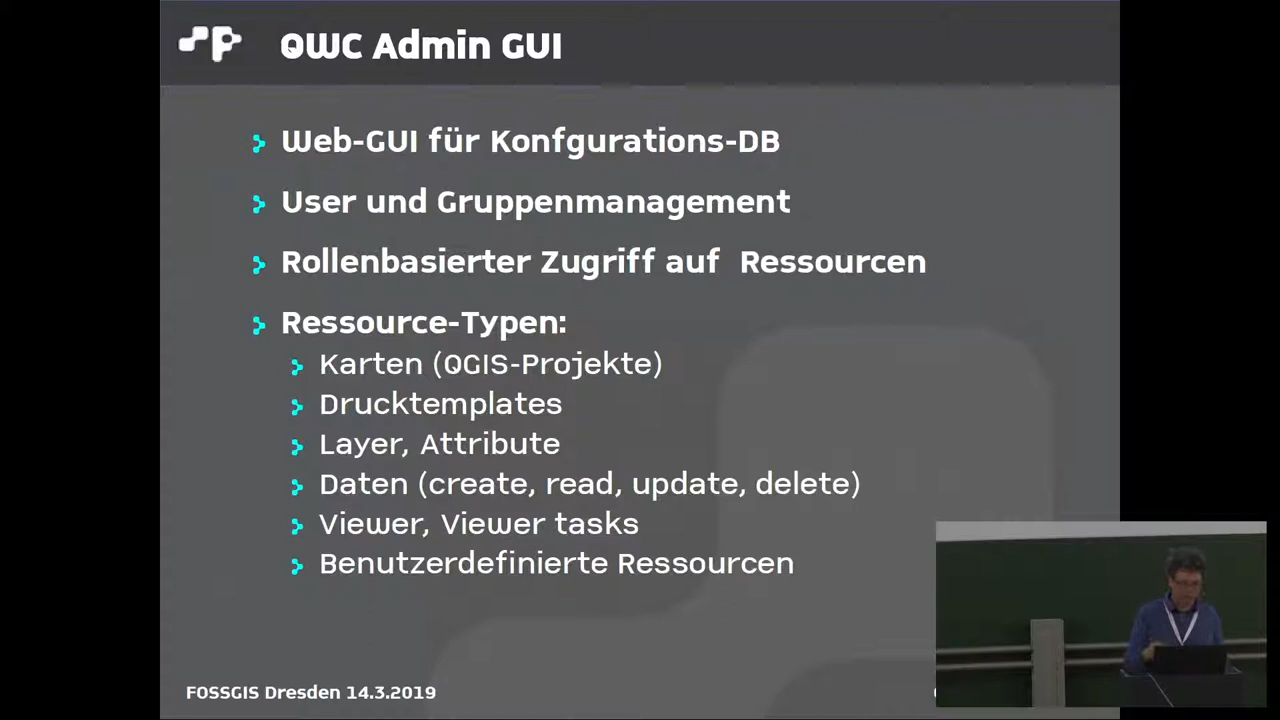 QWC Admin GUI
Web-GUI für Konfgurations-DB
User und Gruppenmanagement
Rollenbasierter Zugriff auf Ressourcen
Ressource-Typen:
Karten (QGIS-Projekte)
Drucktemplates
Layer, Attribute
Daten (create, read, update, delete)
Viewer, Viewer tasks
Benutzerdefinierte Ressourcen
FOSSGIS Dresden 14.3.2019